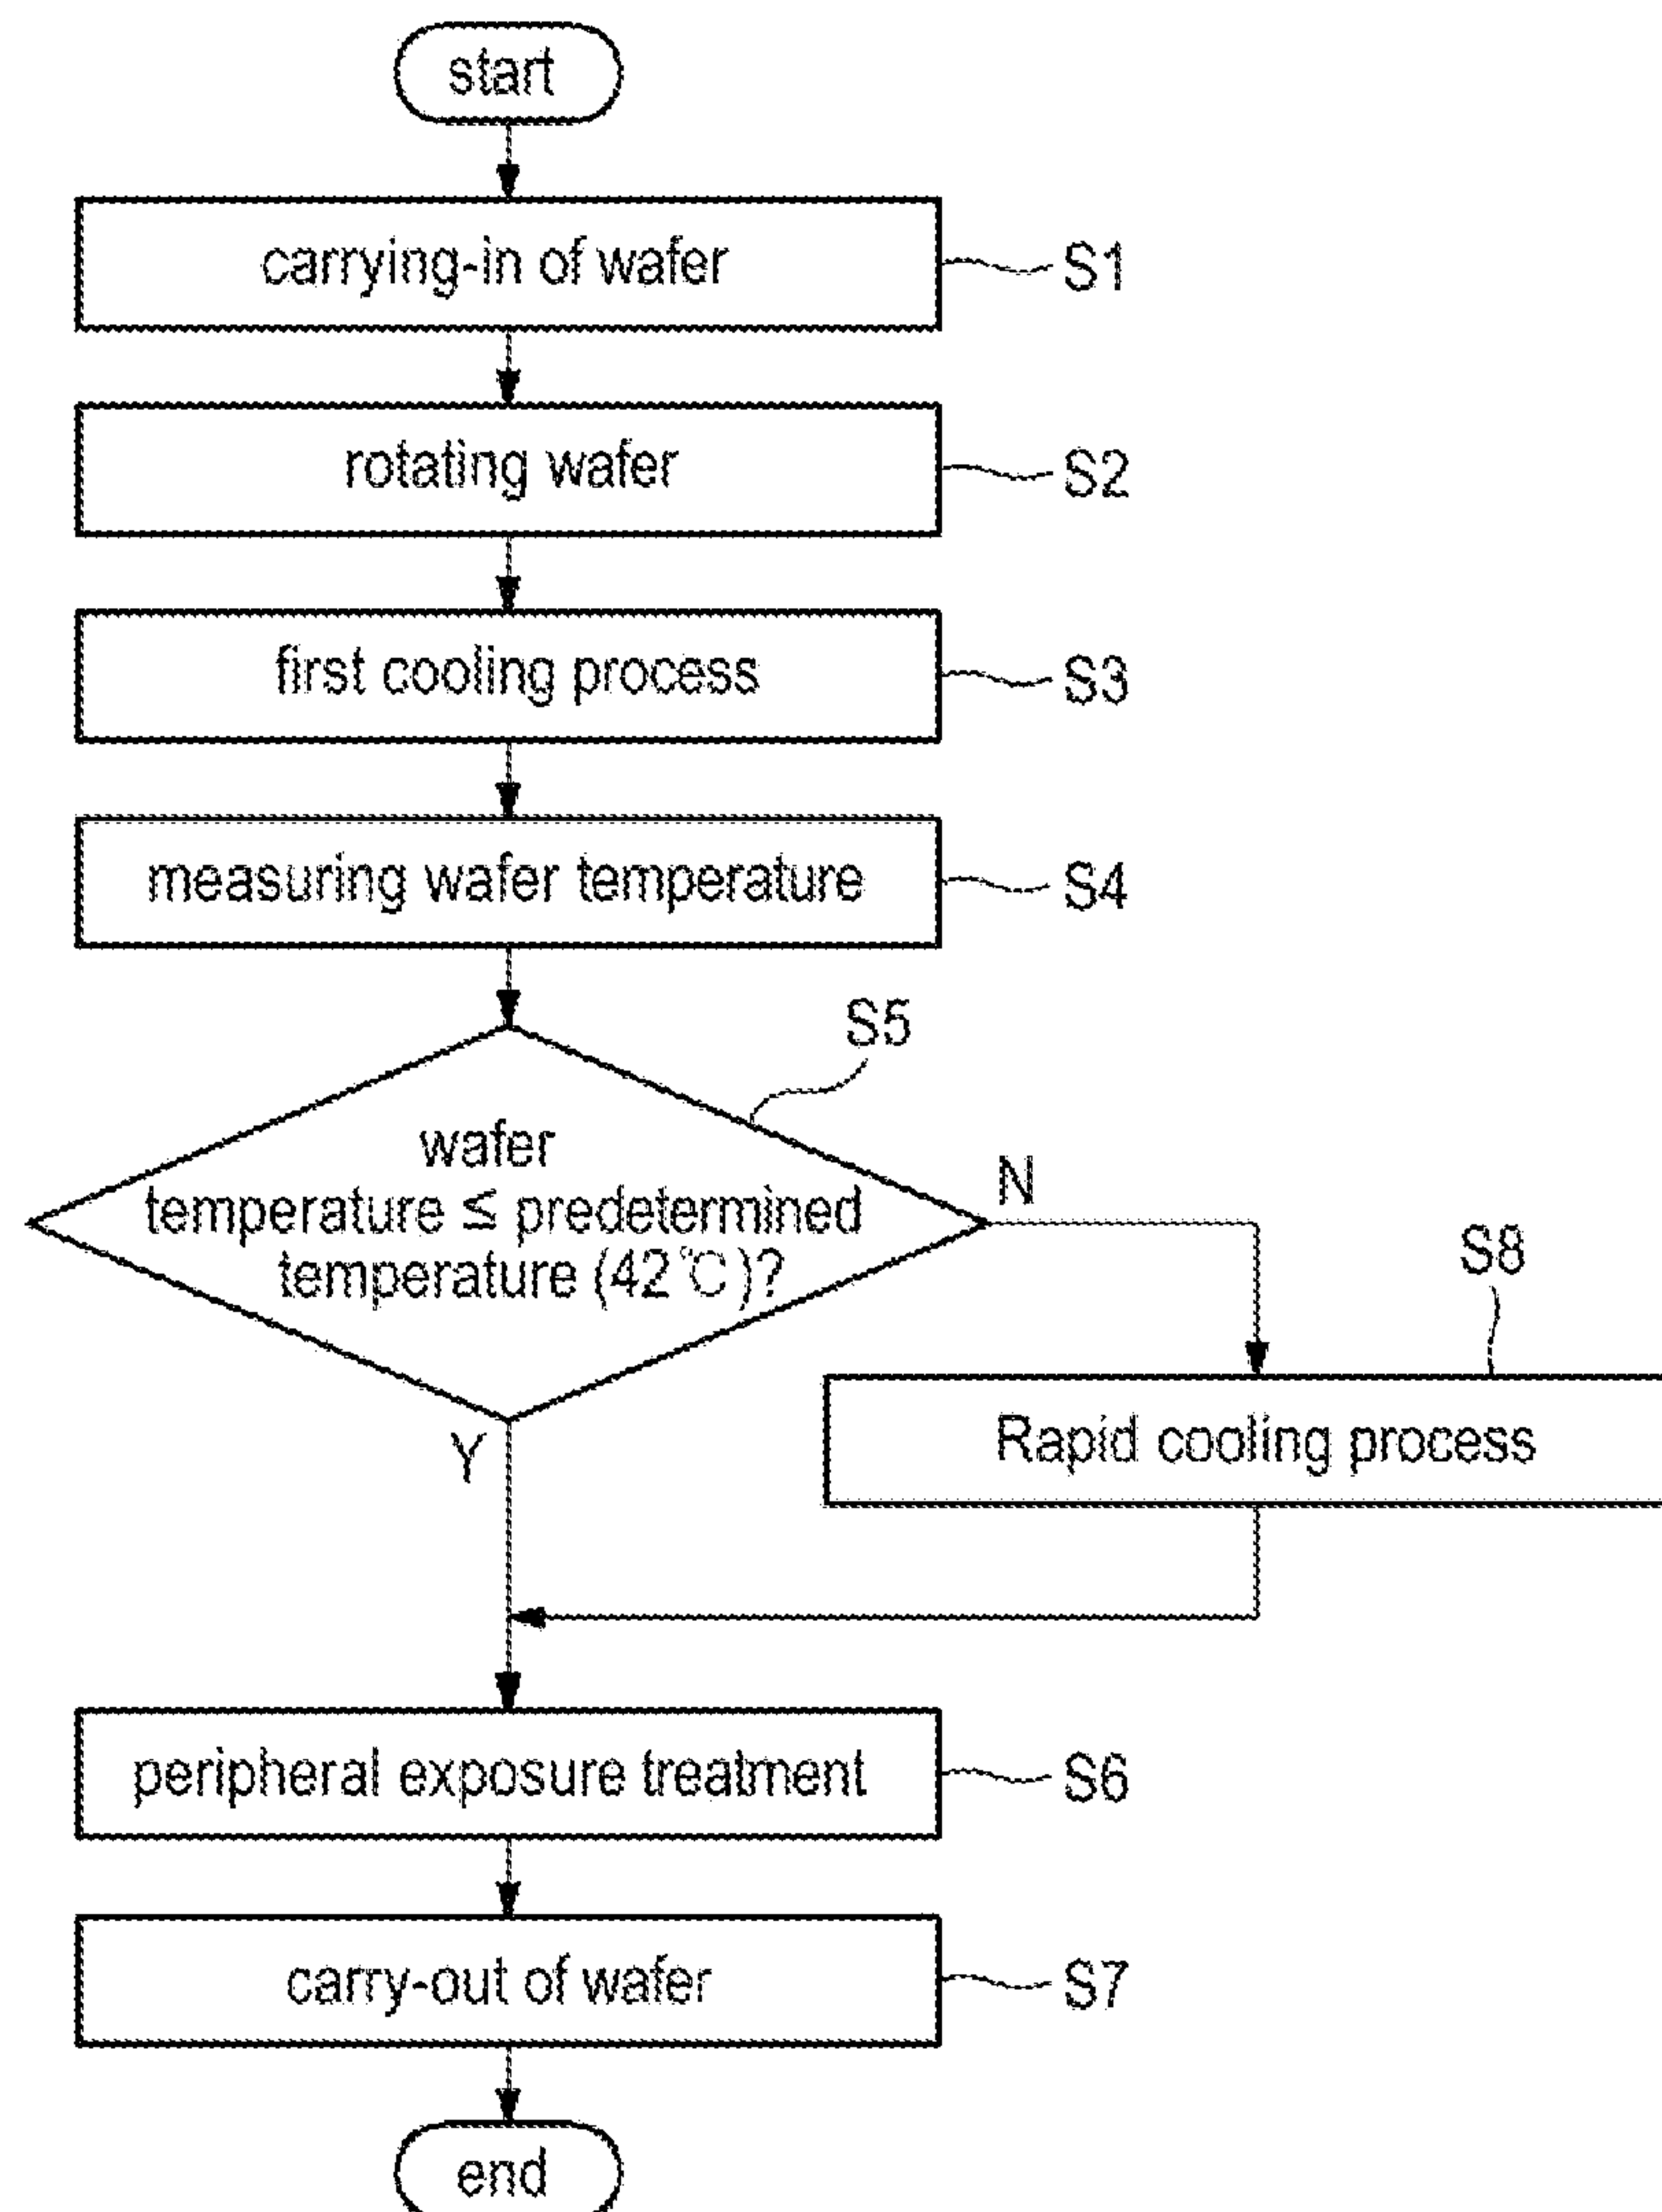 start
carrying-in of wafer
S1
rotating wafer
S2
first cooling process
S3
measuring wafer temperature
S4
S5
wafer
temperature ≤ predetermined
temperature (42℃)?
N
Y
S8
Rapid cooling process
peripheral exposure treatment
S6
carry-out of wafer
S7
end